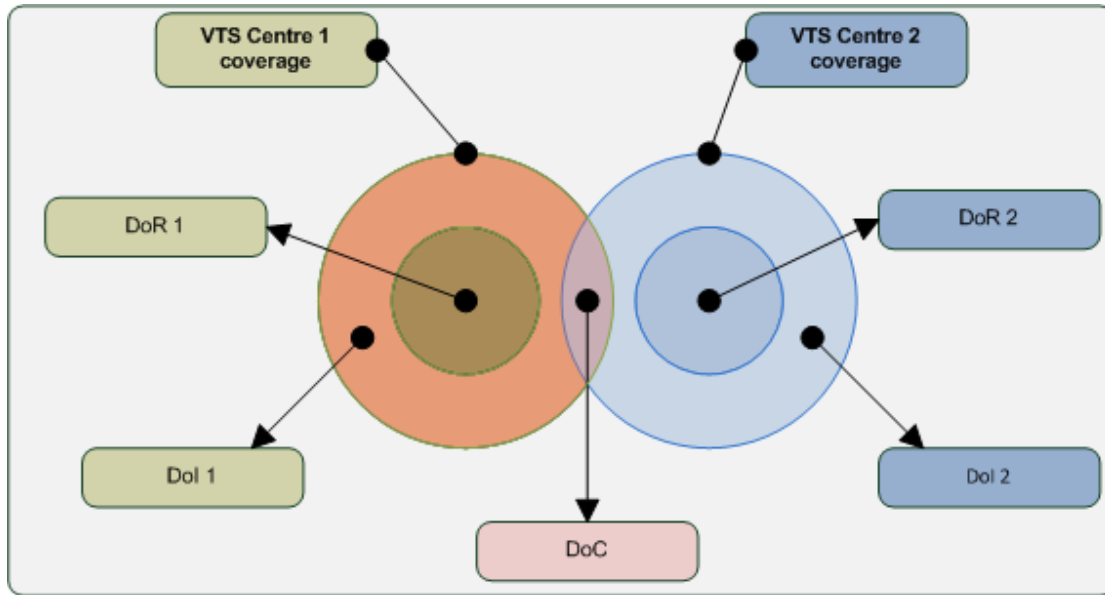 VTS Centre 1
coverage
VTS Centre 2
coverage
DoR 1
DoR 2
DoI 1
DoI 2
DoC